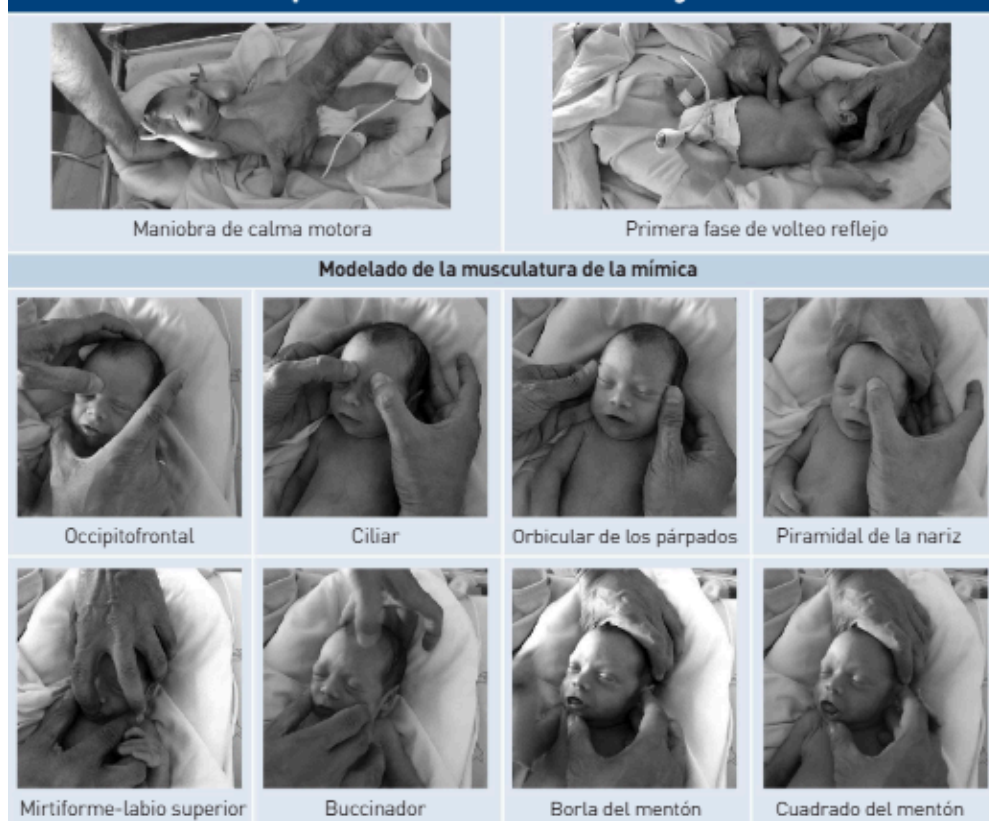 Maniobra de calma motora
Primera fase de volteo reflejo
Modelado de la musculatura de la mímica
Occipitofrontal
Ciliar
Orbicular de los párpados
Piramidal de la nariz
Mirtiforme-labio superior
Buccinador
Borla del mentón
Cuadrado del mentón